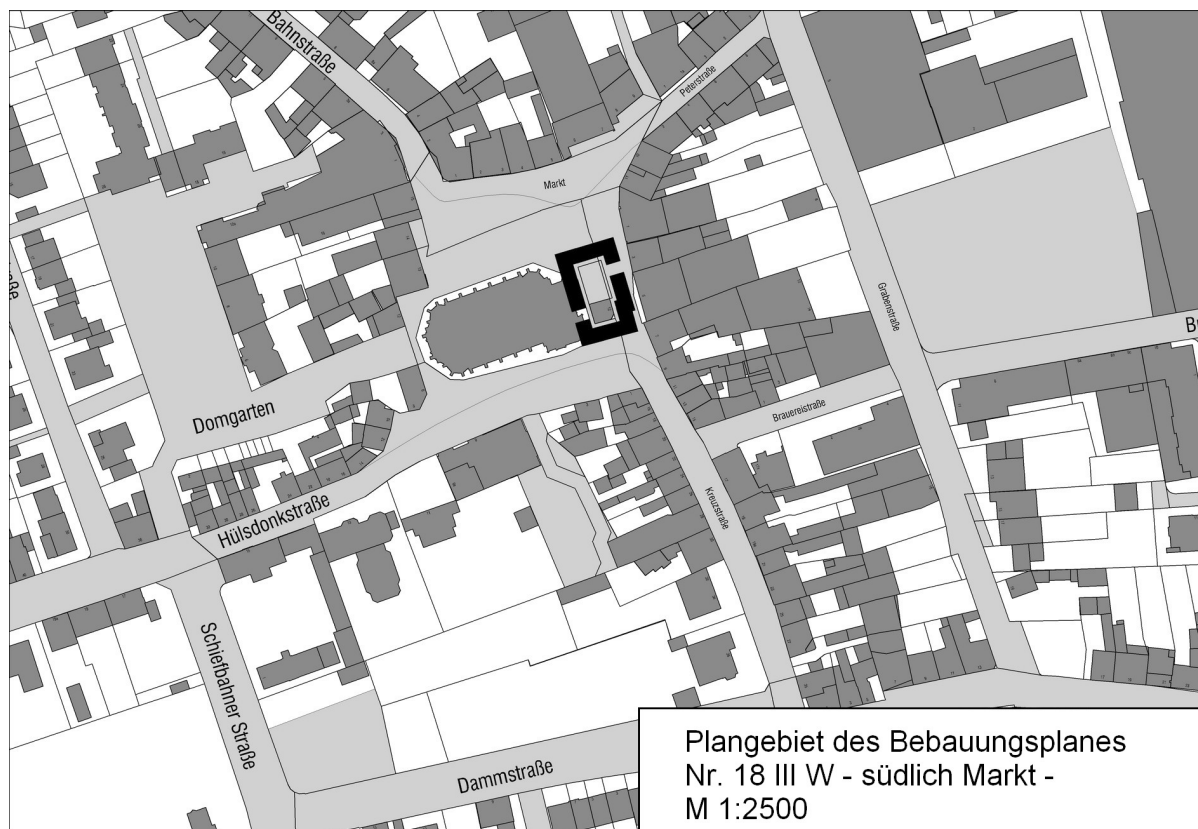 Bahnstraße
Peterstraße
Markt
Grabenstraße
Domgarten
Brauereistraße
Kreuzstraße
Hülsdonkstraße
Schiefbahner Straße
Dammstraße
Plangebiet des Bebauungsplanes
Nr. 18 III W - südlich Markt -
M 1:2500